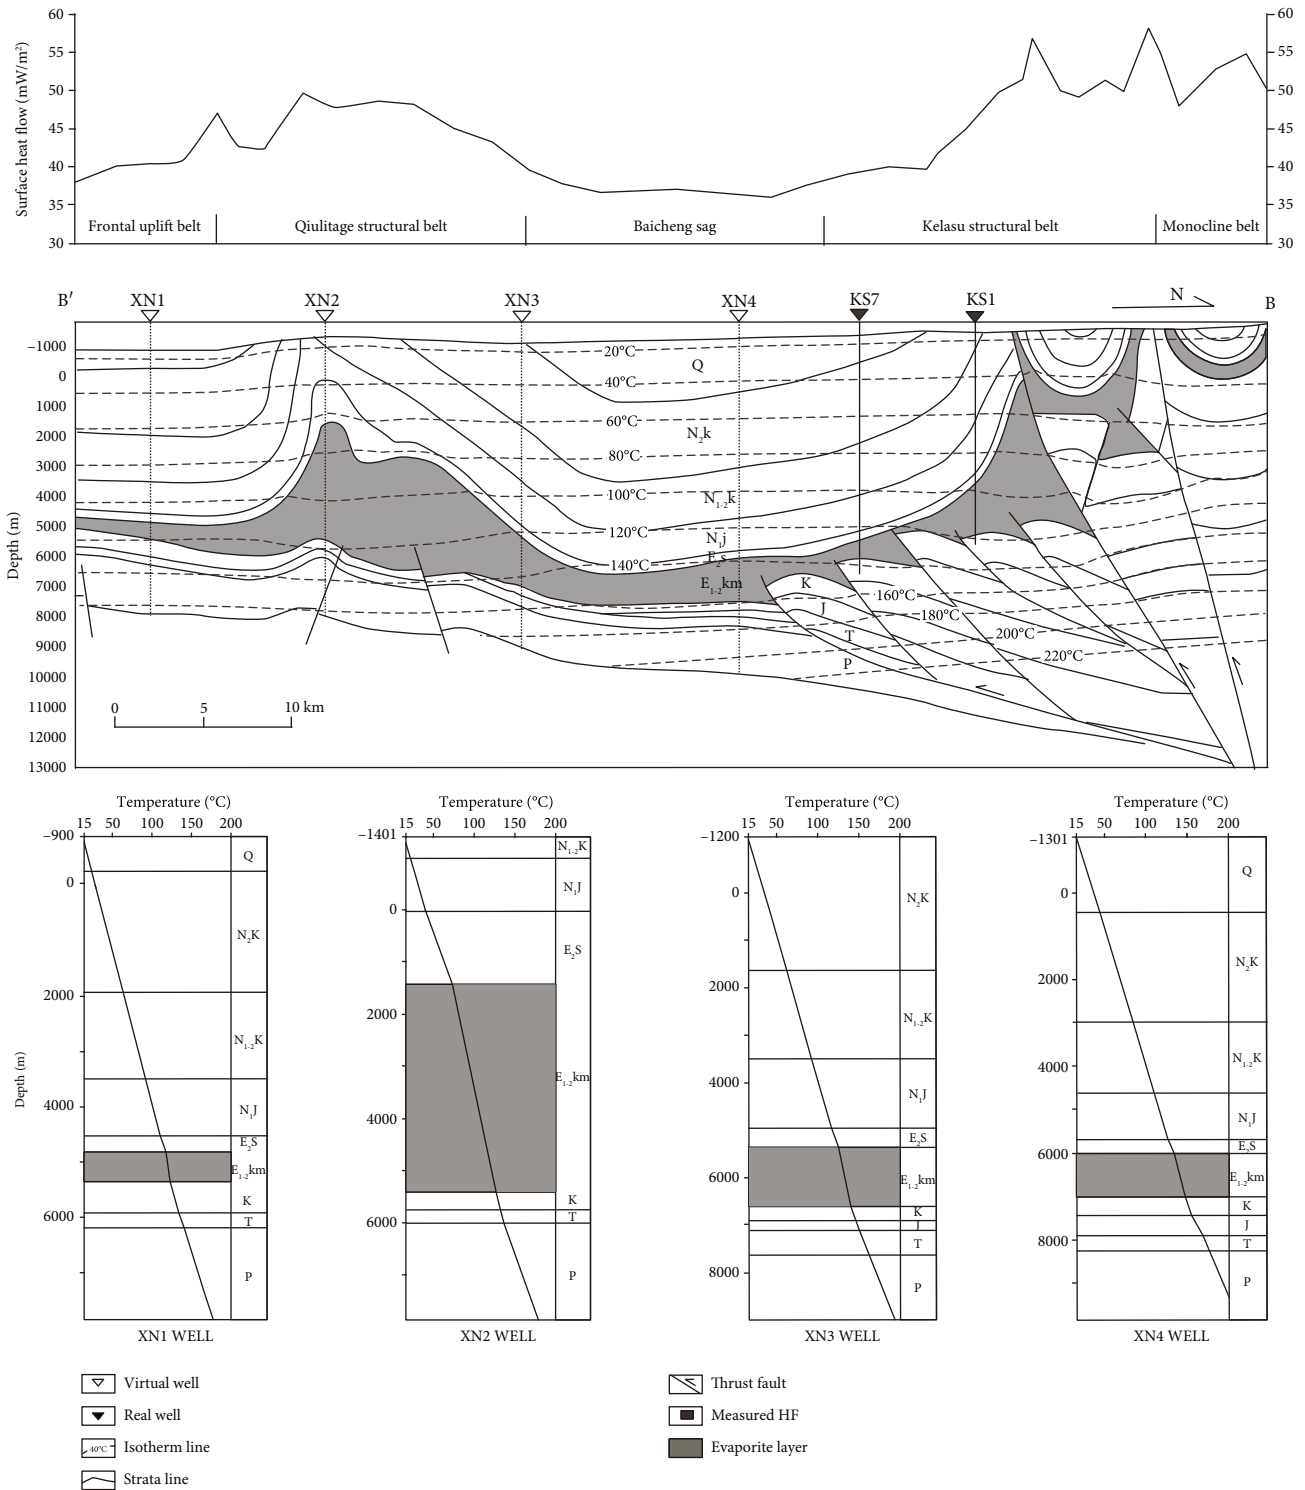 60 60
55 55
50 50
45 45
40 40
35 35
30 30
Surface heat flow (mW/m²)
Frontal uplift belt Qiulitage structural belt Baicheng sag Kelasu structural belt Monocline belt
B′ XN1 XN2 XN3 XN4 KS7 KS1 N B
Depth (m)
−1000
0
1000
2000
3000
4000
5000
6000
7000
8000
9000
10000
11000
12000
13000
20°C
Q
40°C
60°C
N₂k
80°C
100°C
N₁₋₂k
120°C
N₁j
E₂s
140°C
E₁₋₂km
K
160°C
J
180°C
T
200°C
P
220°C
0 5 10 km
Temperature (°C) Temperature (°C) Temperature (°C) Temperature (°C)
15 50 100 150 200 15 50 100 150 200 15 50 100 150 200 15 50 100 150 200
Depth (m)
−900
0
2000
4000
6000
Q
N₂K
N₁₋₂K
N₁J
E₂S
E₁₋₂km
K
T
P
XN1 WELL
−1401
0
2000
4000
6000
N₁₋₂K
N₁J
E₂S
E₁₋₂km
K
T
P
XN2 WELL
−1200
0
2000
4000
6000
8000
N₂K
N₁₋₂K
N₁J
E₂S
E₁₋₂km
K
J
T
P
XN3 WELL
−1301
0
2000
4000
6000
8000
Q
N₂K
N₁₋₂K
N₁J
E₂S
E₁₋₂km
K
J
T
P
XN4 WELL
Virtual well
Real well
40°C Isotherm line
Strata line
Thrust fault
Measured HF
Evaporite layer